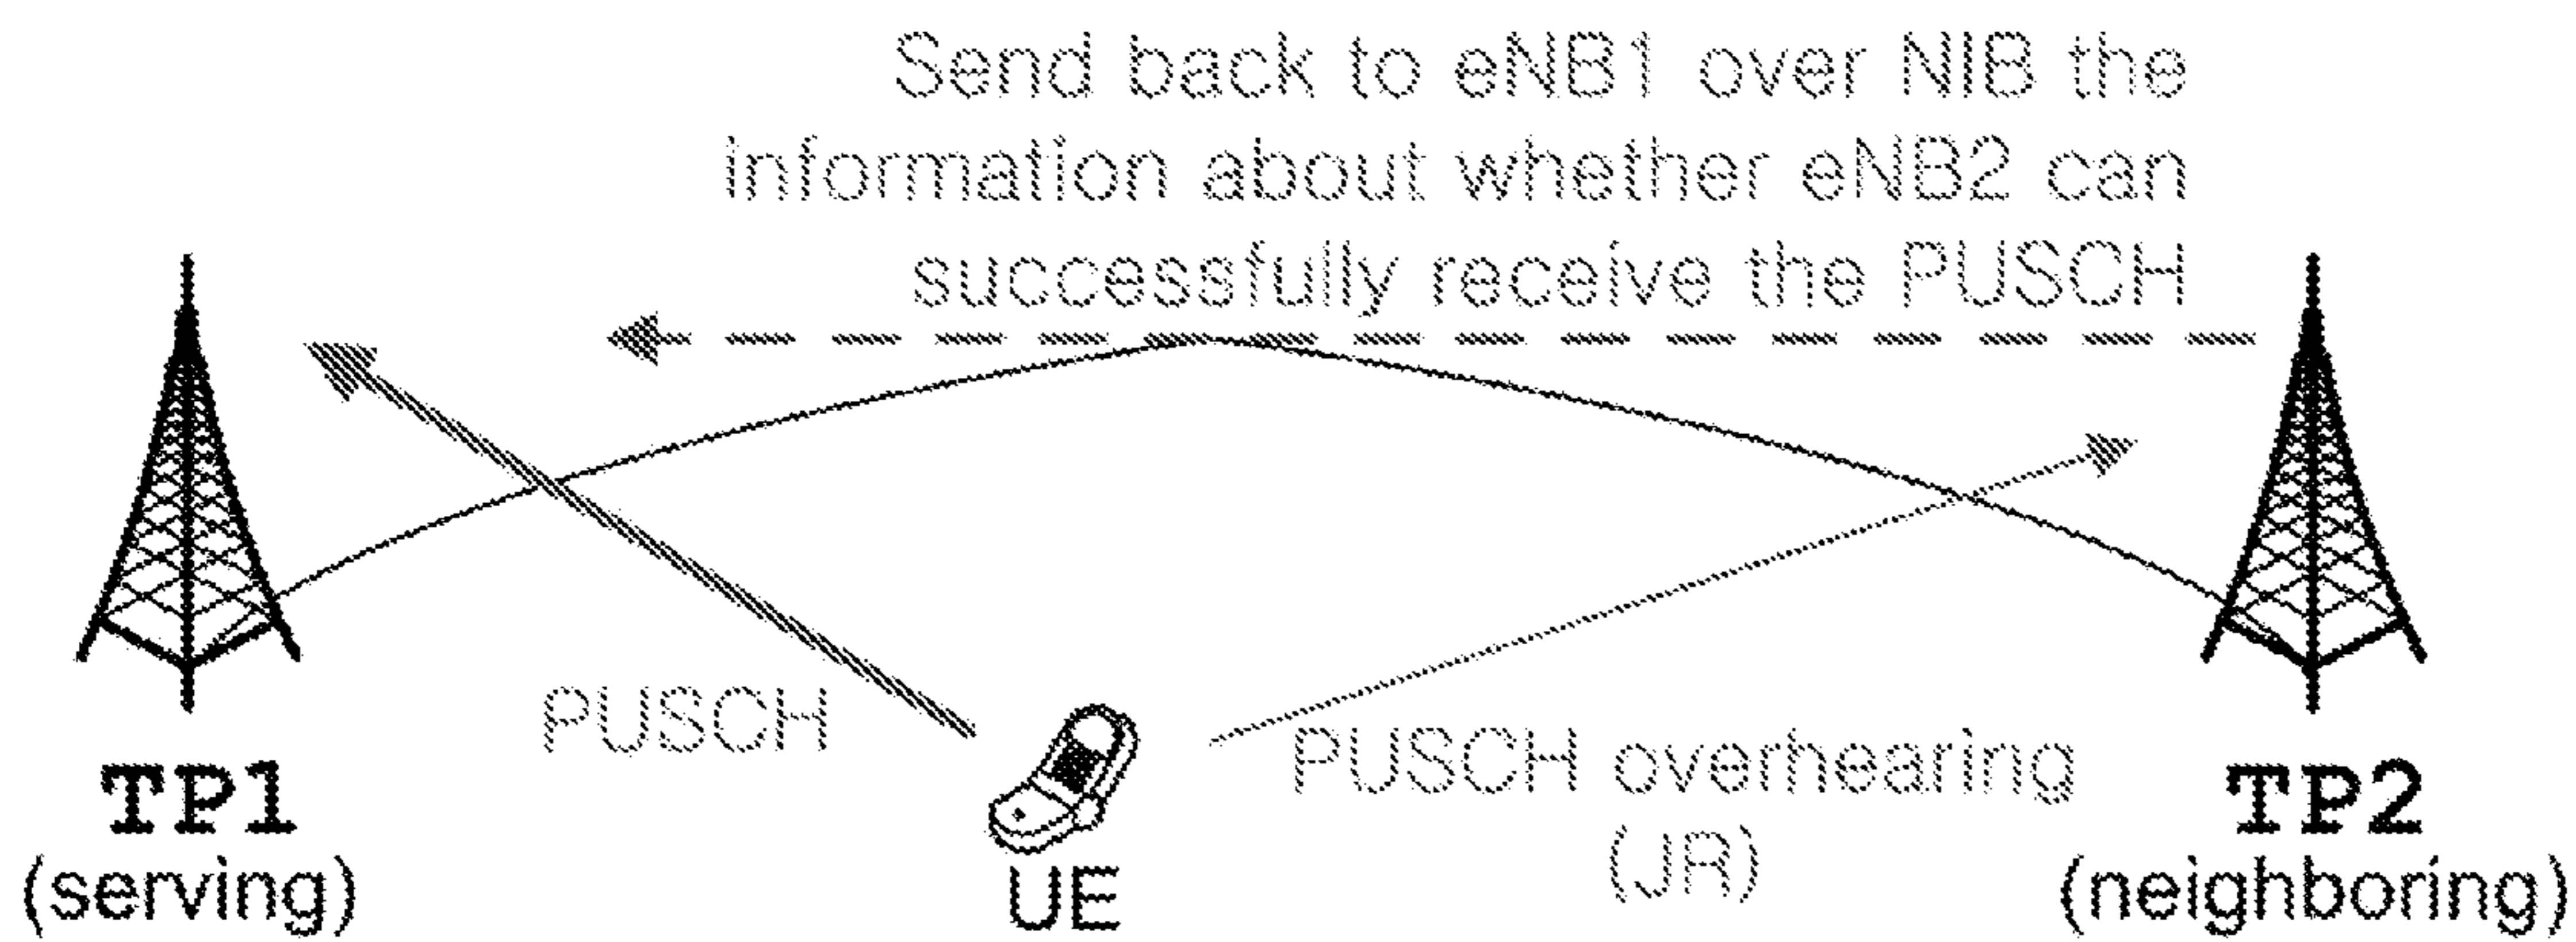 Send back to eNB1 over NIB the
information about whether eNB2 can
successfully receive the PUSCH
PUSCH
PUSCH overhearing
(JR)
TP1
(serving)
UE
TP2
(neighboring)